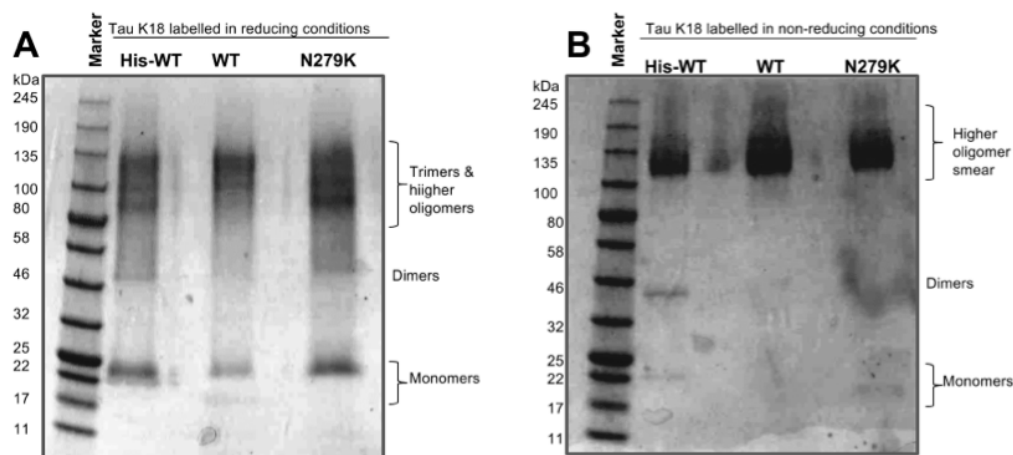 A
Marker
Tau K18 labelled in reducing conditions
His-WT WT N279K
kDa
245
190
135
100
80
58
46
32
25
22
17
11
Trimers &
hiigher
oligomers
Dimers
Monomers
B
Marker
Tau K18 labelled in non-reducing conditions
His-WT WT N279K
kDa
245
190
135
100
80
58
46
32
25
22
17
11
Higher
oligomer
smear
Dimers
Monomers